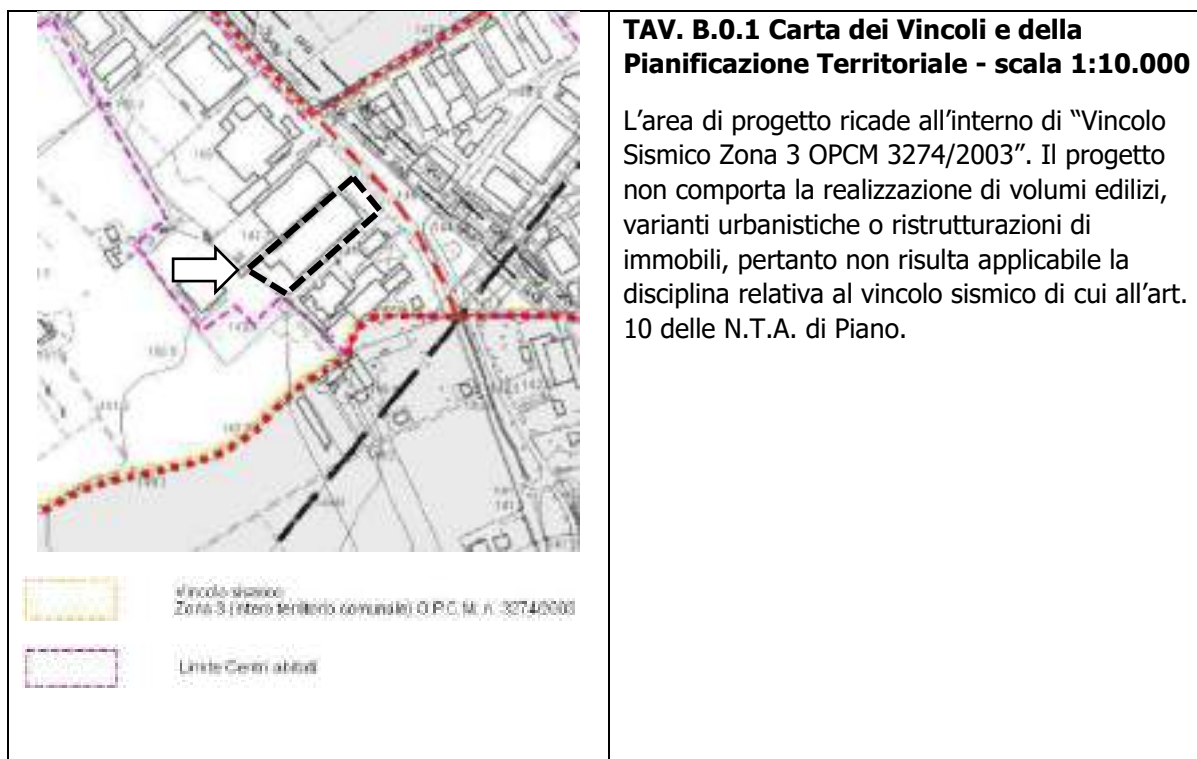 TAV. B.0.1 Carta dei Vincoli e della
Pianificazione Territoriale - scala 1:10.000
L’area di progetto ricade all’interno di “Vincolo
Sismico Zona 3 OPCM 3274/2003”. Il progetto
non comporta la realizzazione di volumi edilizi,
varianti urbanistiche o ristrutturazioni di
immobili, pertanto non risulta applicabile la
disciplina relativa al vincolo sismico di cui all’art.
10 delle N.T.A. di Piano.
Vincolo sismico
Zona 3 (intero territorio comunale) O.P.C.M. n. 3274/2003
Limite Centri abitati